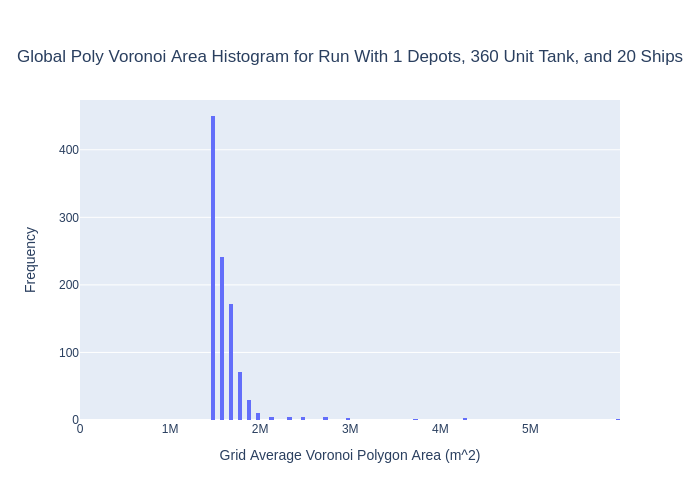 Global Poly Voronoi Area Histogram for Run With 1 Depots, 360 Unit Tank, and 20 Ships
400
300
200
100
0
Frequency
0 1M 2M 3M 4M 5M
Grid Average Voronoi Polygon Area (m^2)